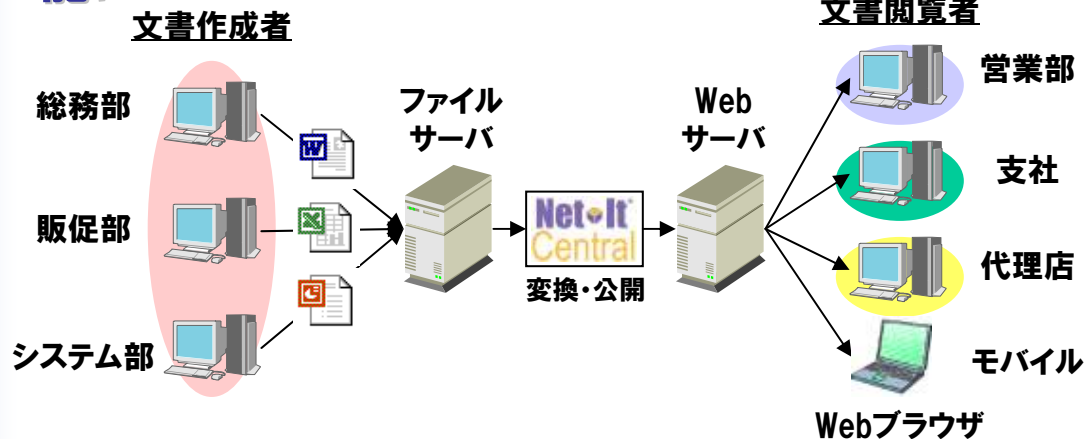 文書作成者
文書閲覧者
総務部
販促部
システム部
W
ファイル
サーバ
Net It
Central
変換・公開
Web
サーバ
営業部
支社
代理店
モバイル
Webブラウザ